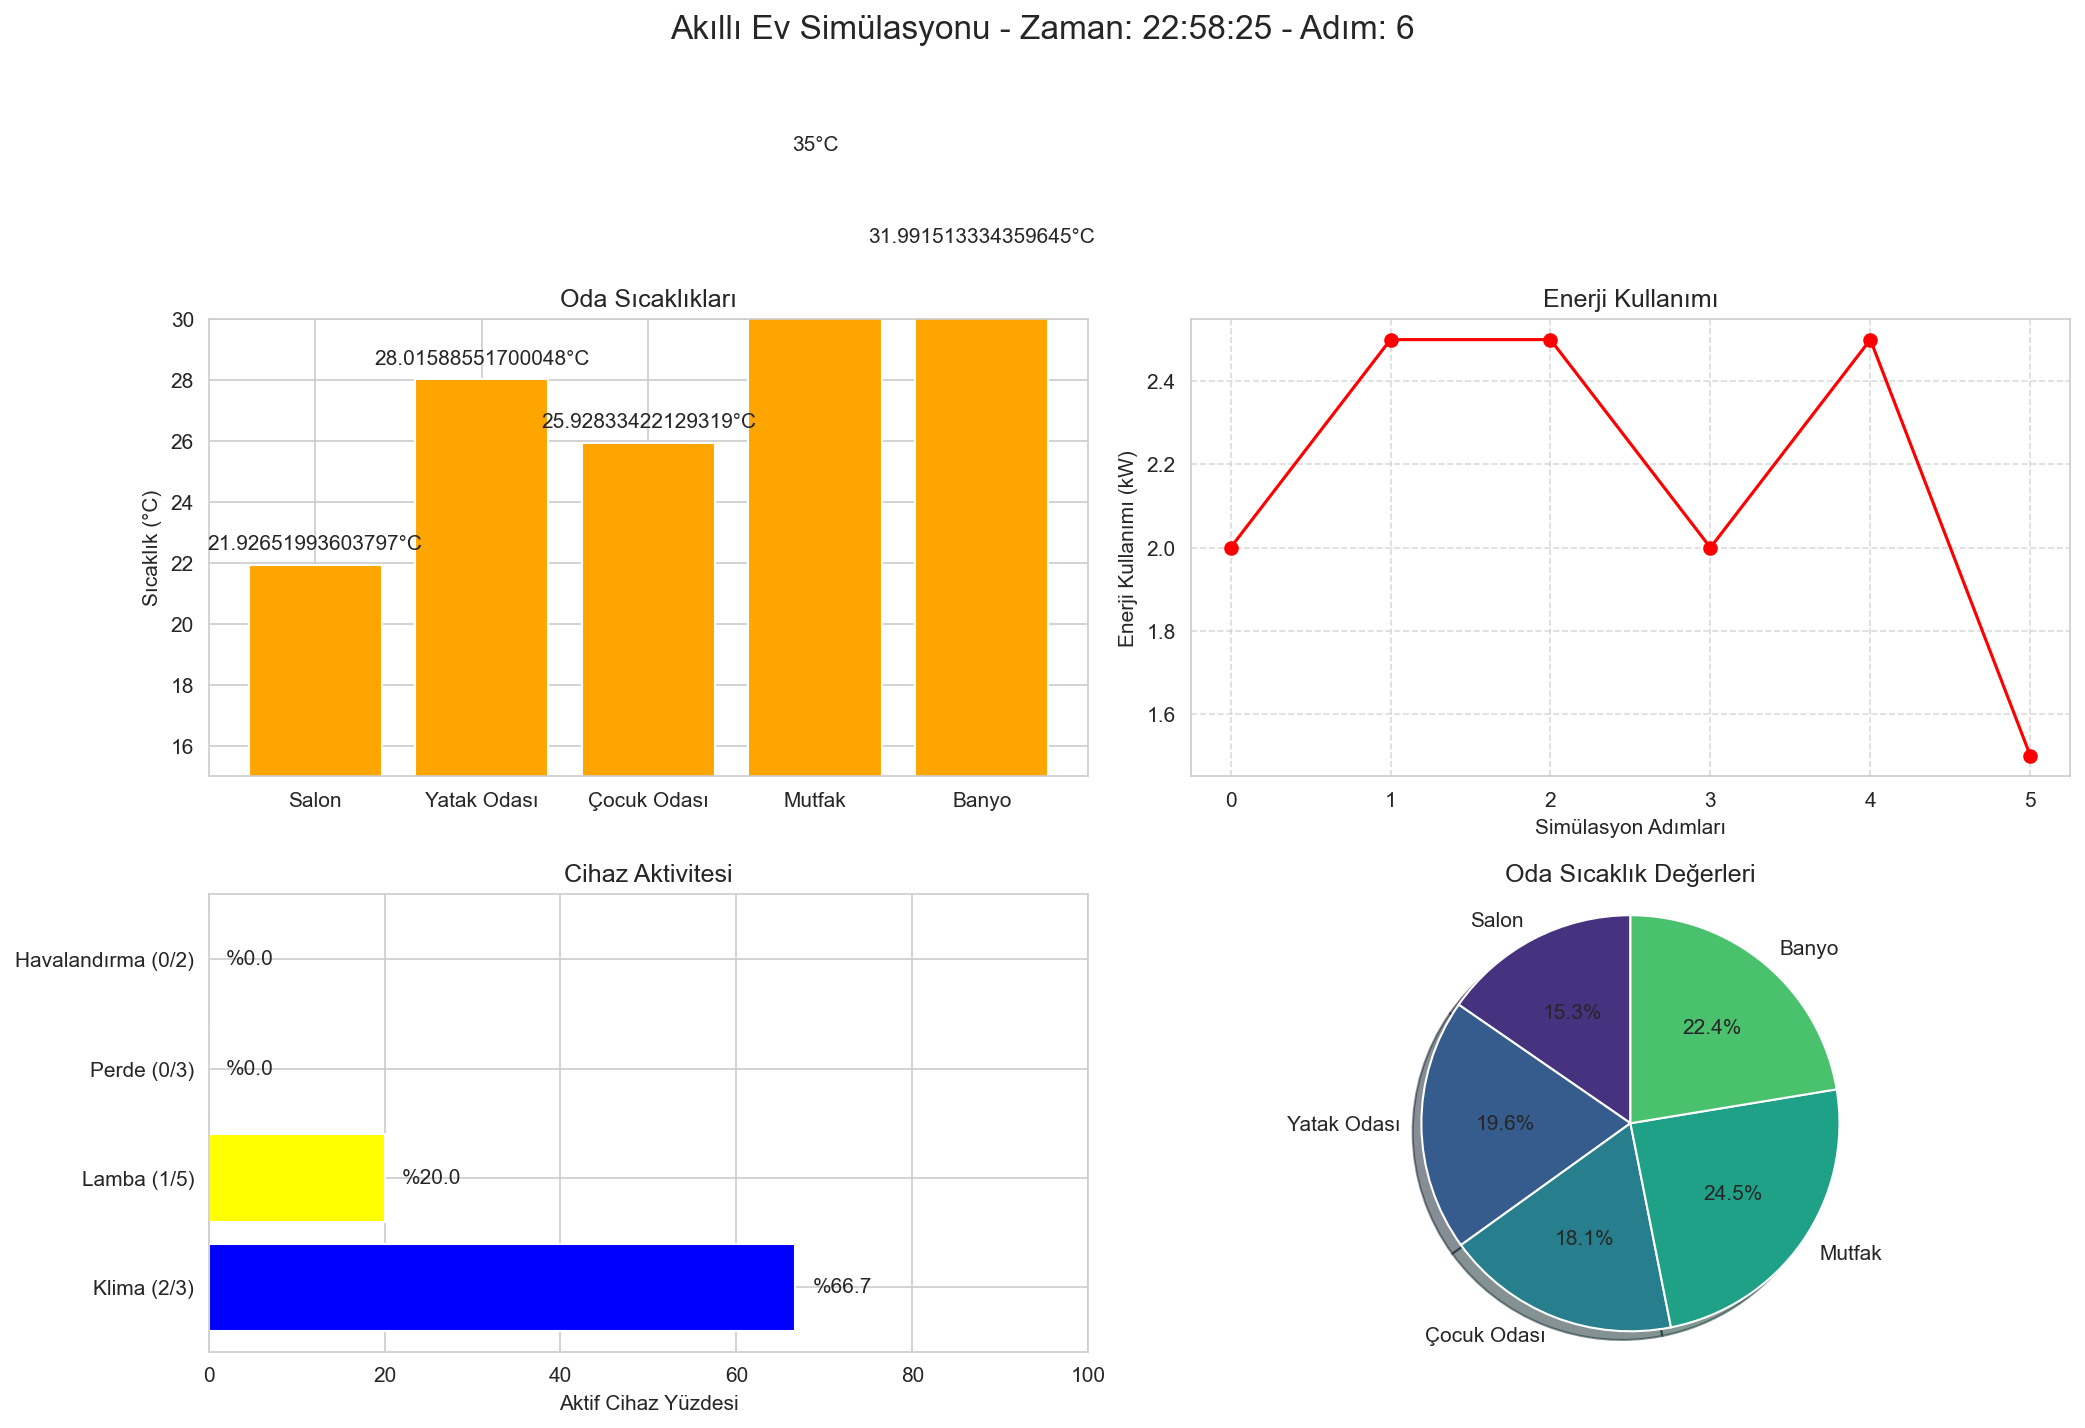 Akıllı Ev Simülasyonu - Zaman: 22:58:25 - Adım: 6
35°C
31.991513334359645°C
Oda Sıcaklıkları
30
28
26
24
22
20
18
16
Sıcaklık (°C)
28.01588551700048°C
25.92833422129319°C
21.92651993603797°C
Salon
Yatak Odası
Çocuk Odası
Mutfak
Banyo
Enerji Kullanımı
2.4
2.2
2.0
1.8
1.6
Enerji Kullanımı (kW)
0
1
2
3
4
5
Simülasyon Adımları
Cihaz Aktivitesi
Havalandırma (0/2)
%0.0
Perde (0/3)
%0.0
Lamba (1/5)
%20.0
Klima (2/3)
%66.7
0
20
40
60
80
100
Aktif Cihaz Yüzdesi
Oda Sıcaklık Değerleri
Salon
15.3%
Banyo
22.4%
Yatak Odası
19.6%
24.5%
Mutfak
18.1%
Çocuk Odası